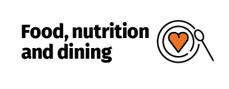 Food, nutrition
and dining